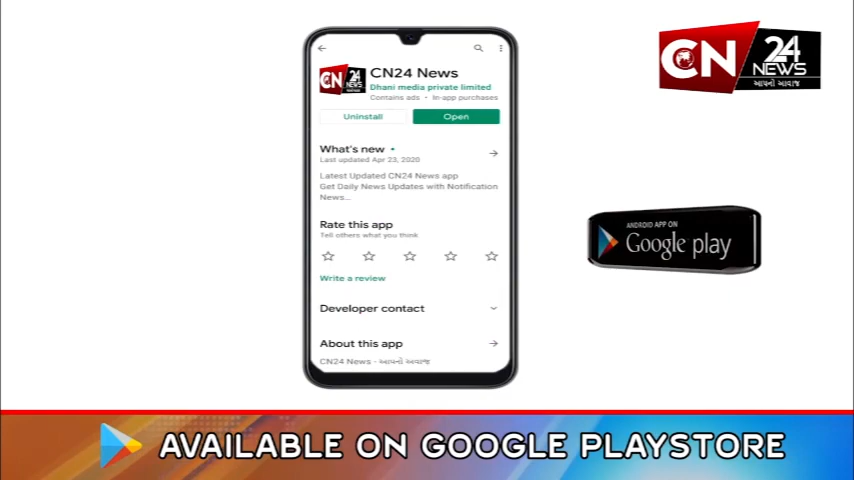 CN24 News
Dhani media private limited
Contains ads • In-app purchases
Uninstall
Open
What's new
Last updated Apr 23, 2020
Latest Updated CN24 News app
Get Daily News Updates with Notification
News...
Rate this app
Tell others what you think
Write a review
Developer contact
About this app
CN24 News - આપનો અવાજ
CN 24
NEWS
આપનો અવાજ
ANDROID APP ON
Google play
AVAILABLE ON GOOGLE PLAYSTORE